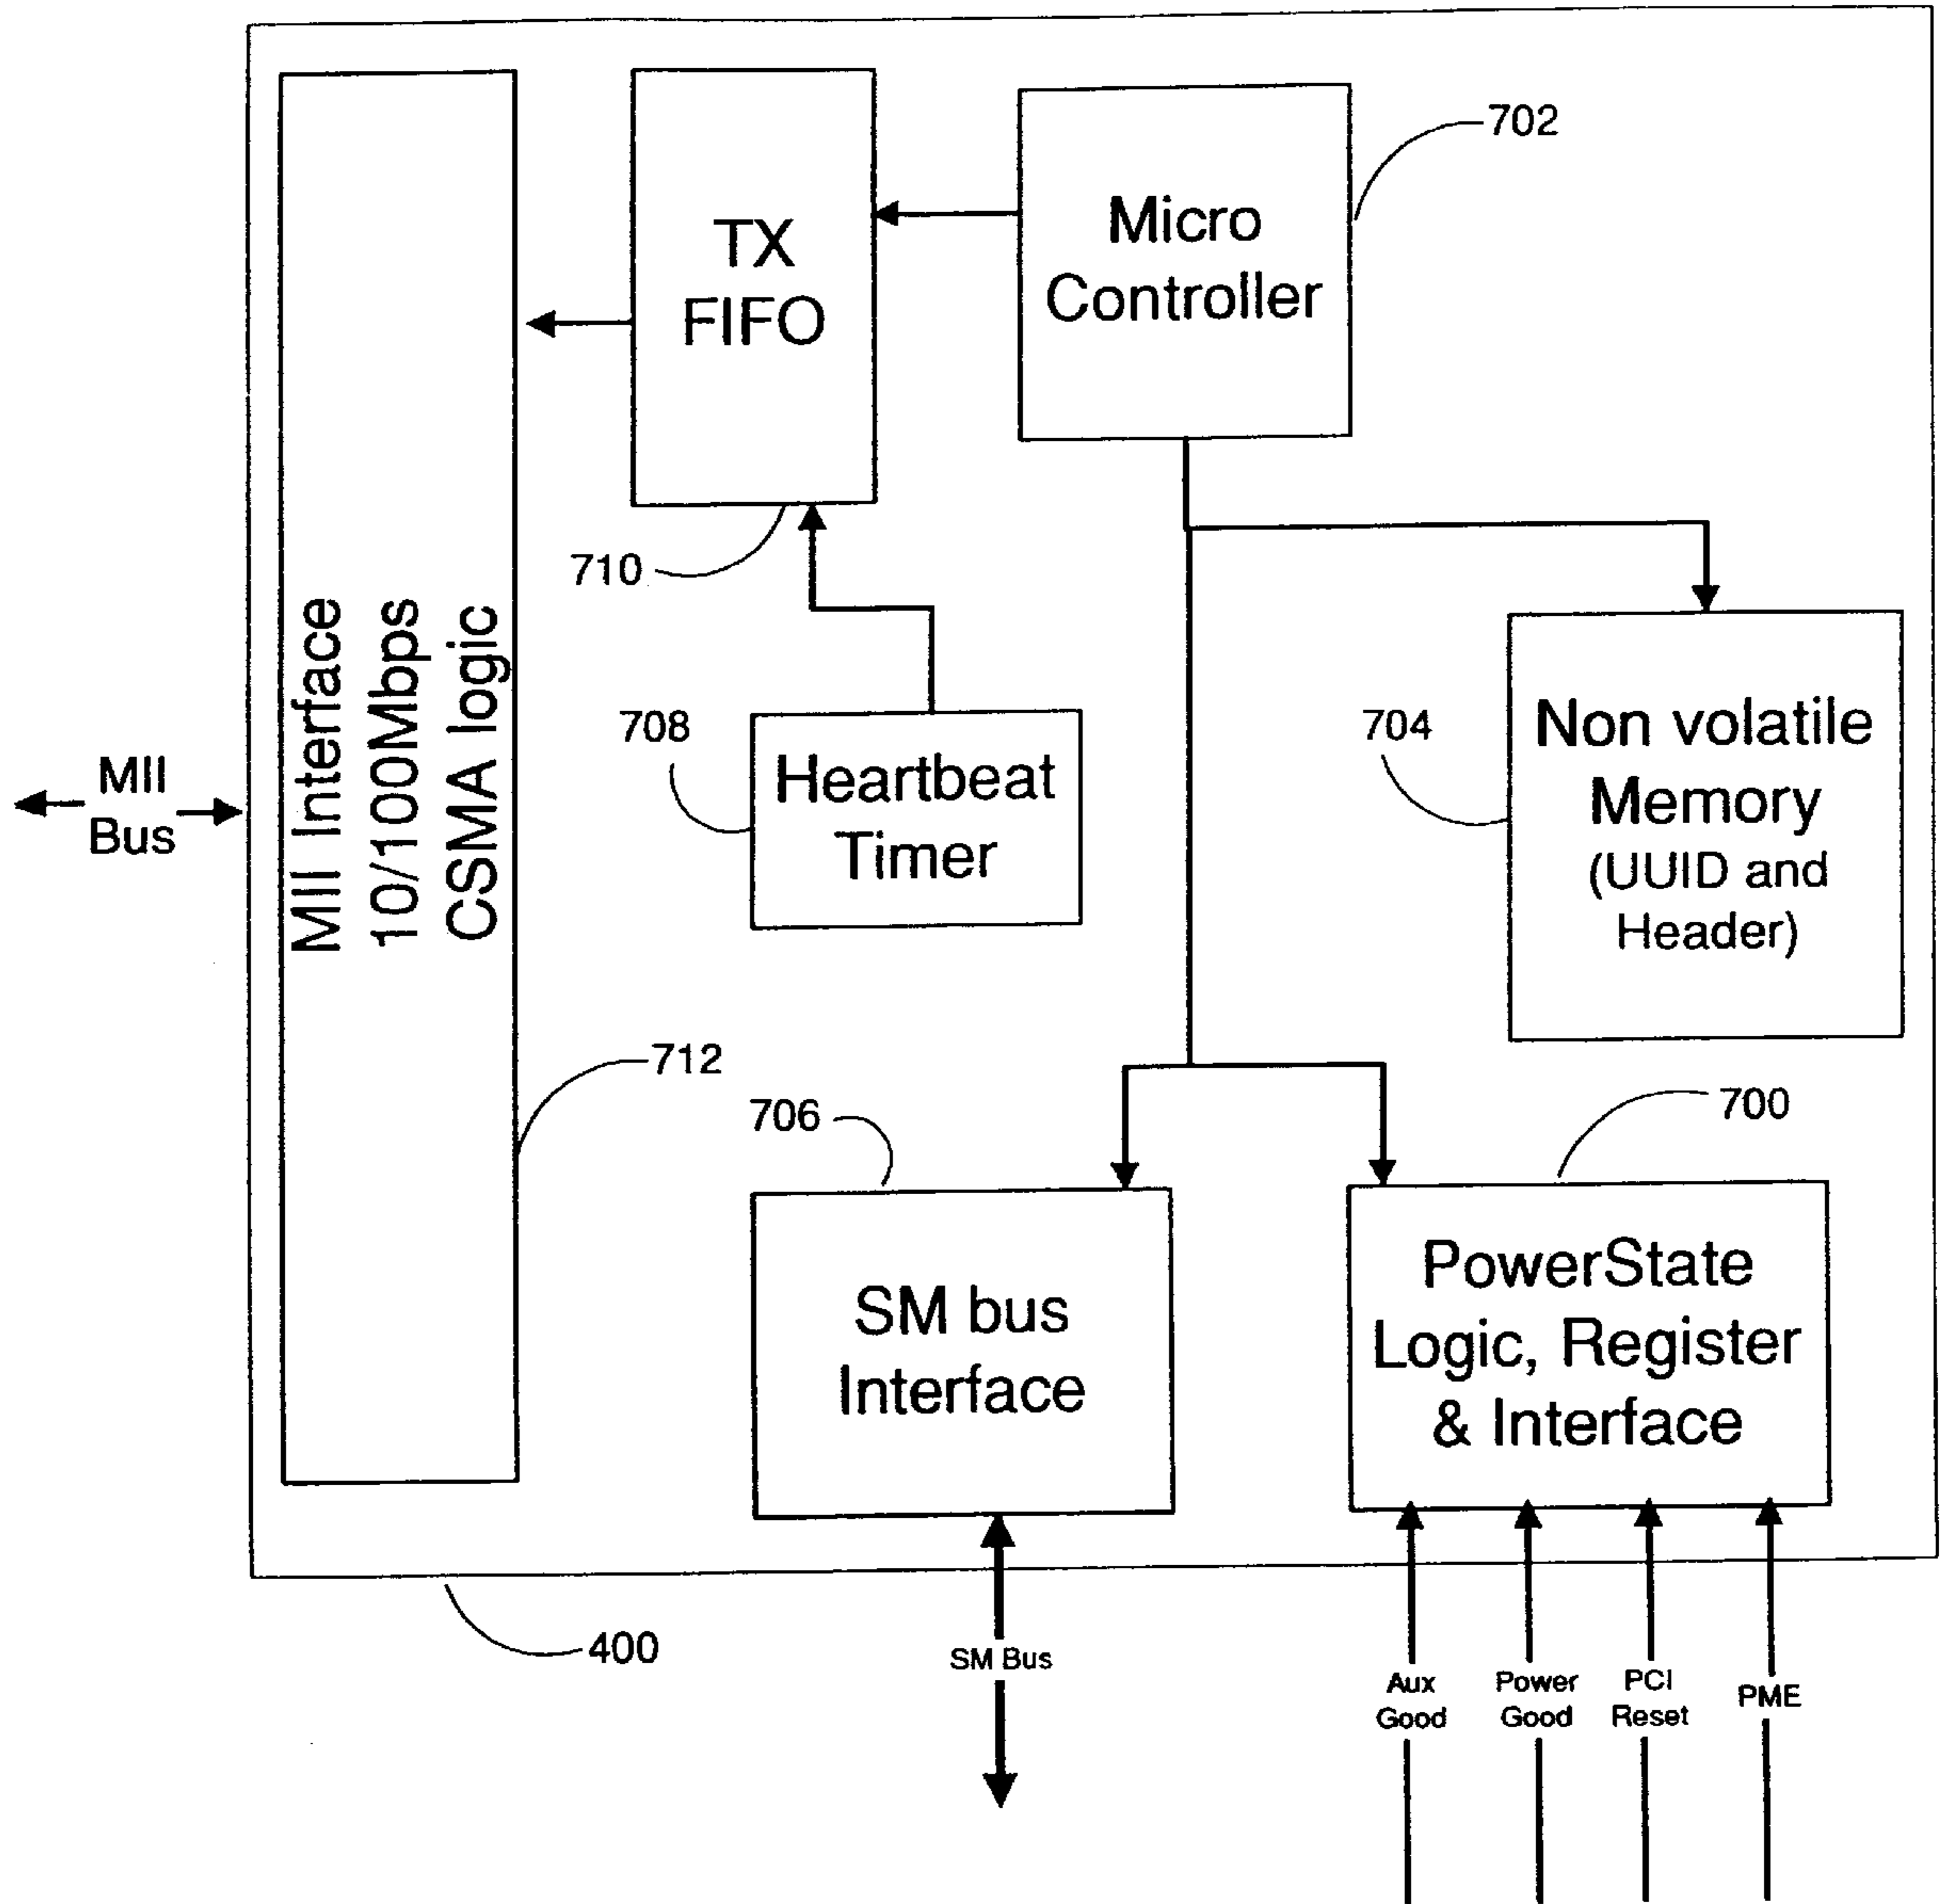 702
TX
FIFO
Micro
Controller
710
MII Interface
10/100Mbps
CSMA logic
MII
Bus
708
Heartbeat
Timer
704
Non volatile
Memory
(UUID and
Header)
712
706
700
SM bus
Interface
PowerState
Logic, Register
& Interface
400
SM Bus
Aux
Good
Power
Good
PCI
Reset
PME